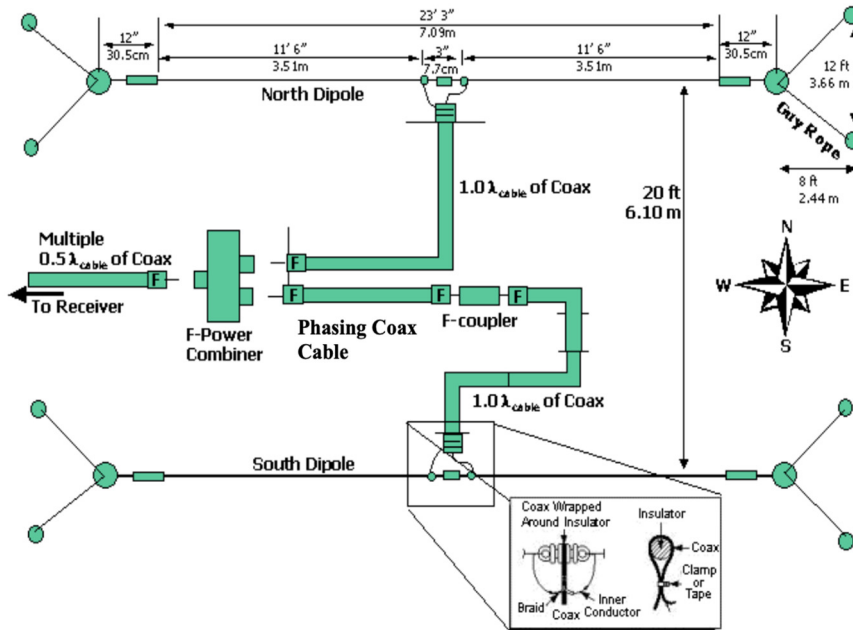 23' 3"
7.09m
12"
30.5cm
11' 6"
3.51m
3"
7.7cm
11' 6"
3.51m
12"
30.5cm
North Dipole
12 ft
3.66 m
Guy Rope
8 ft
2.44 m
1.0 λcable of Coax
20 ft
6.10 m
Multiple
0.5 λcable of Coax
F
F
To Receiver
F-Power
Combiner
F
F
F
Phasing Coax
Cable
F-coupler
N
W
E
S
1.0 λcable of Coax
South Dipole
Coax Wrapped
Around Insulator
Braid
Coax
Inner
Conductor
Insulator
Coax
Clamp
or
Tape